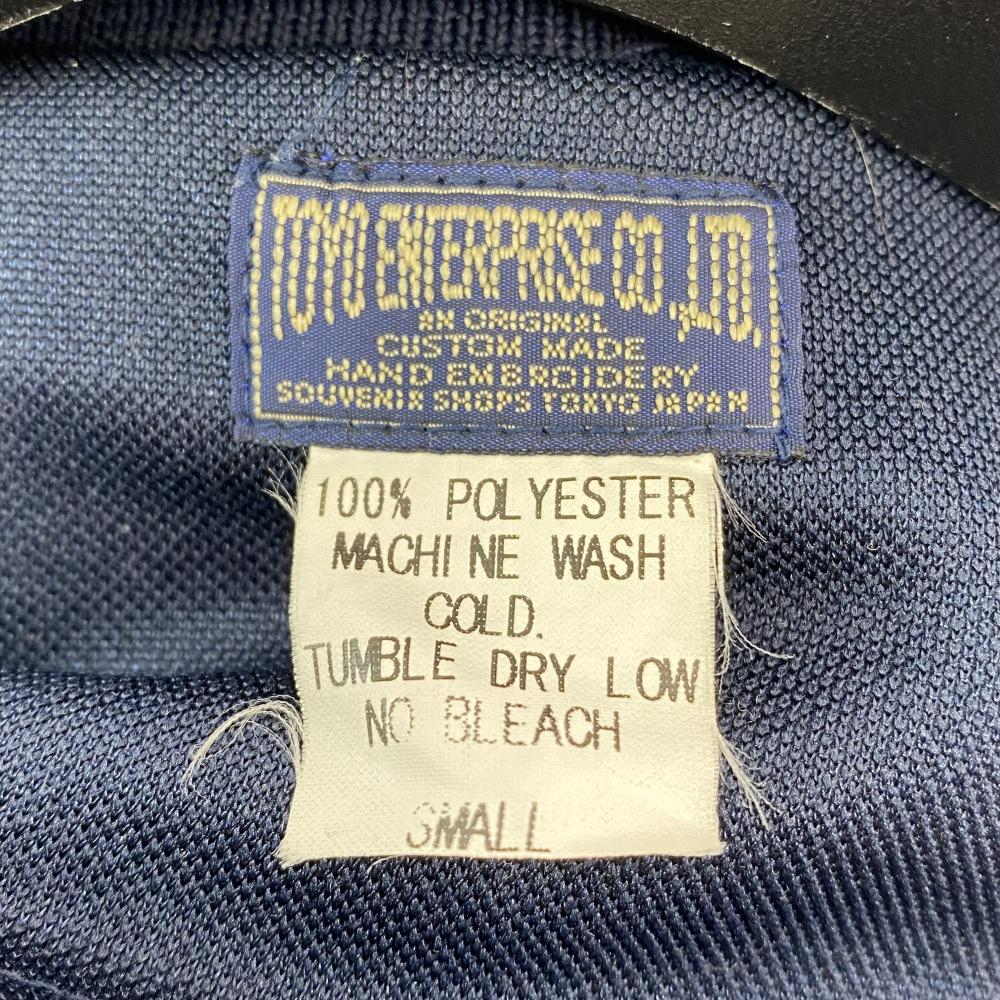 TOYO ENTERPRISE CO.,LTD.
AN ORIGINAL
CUSTOM MADE
HAND EMBROIDERY
SOUVENIR SHOPS TOKYO JAPAN
100% POLYESTER
MACHINE WASH
COLD.
TUMBLE DRY LOW
NO BLEACH
SMALL